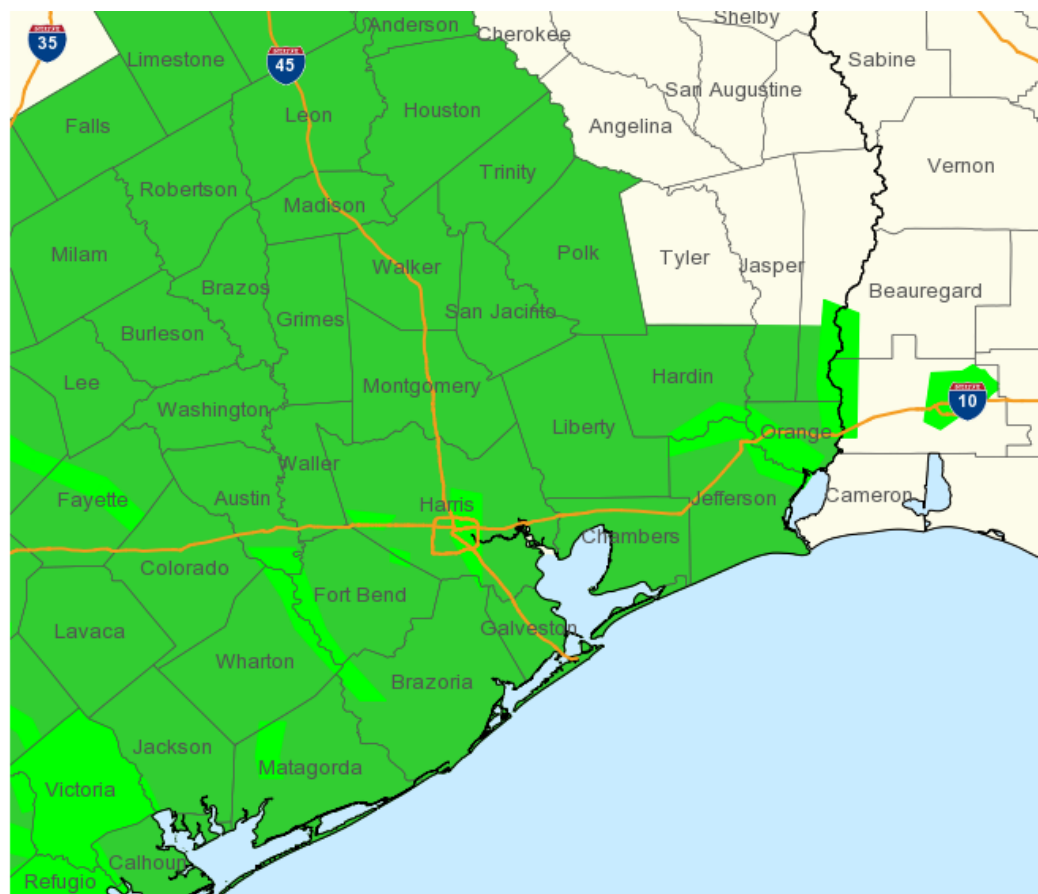 Shelby
Anderson
Cherokee
35
INTERSTATE
45
Limestone
Sabine
San Augustine
Leon
Houston
Falls
Angelina
Vernon
Trinity
Robertson
Madison
Milam
Polk
Tyler
Jasper
Walker
Brazos
Beauregard
San Jacinto
Grimes
Burleson
Lee
Hardin
Montgomery
10
Washington
Liberty
Orange
Waller
Fayette
Austin
Harris
Jefferson
Cameron
Chambers
Colorado
Fort Bend
Lavaca
Galveston
Wharton
Brazoria
Jackson
Matagorda
Victoria
Calhoun
Refugio